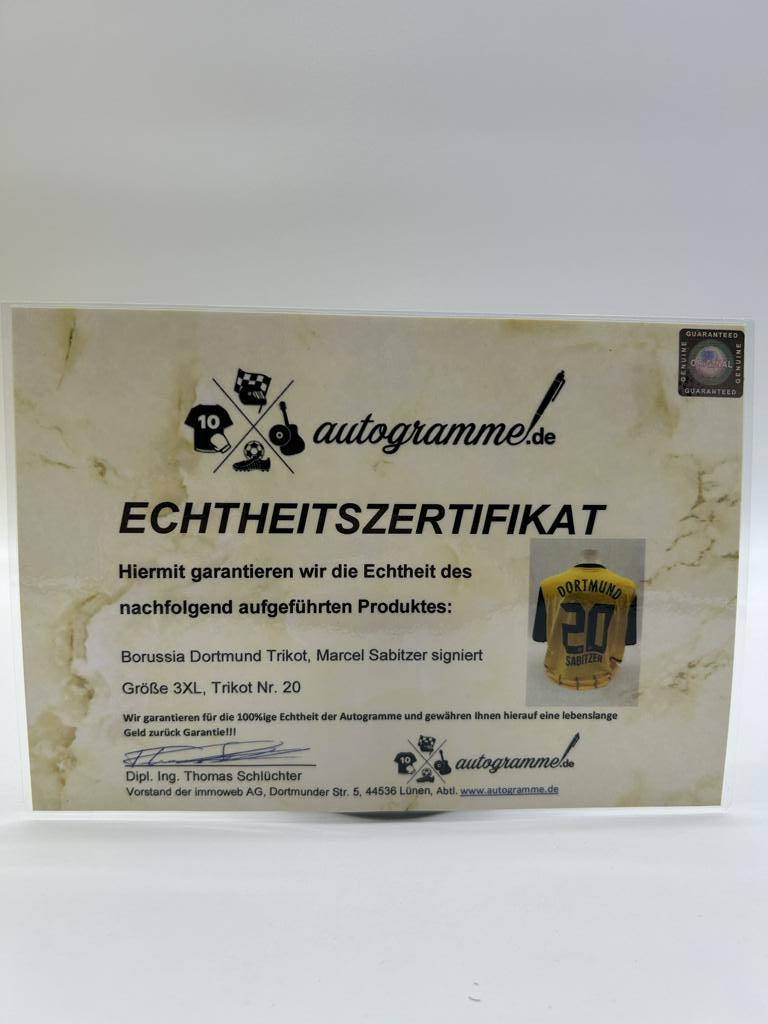 GUARANTEED
GENUINE
ORIGINAL
GENUINE
GUARANTEED
10
autogramme.de
ECHTHEITSZERTIFIKAT
Hiermit garantieren wir die Echtheit des
nachfolgend aufgeführten Produktes:
DORTMUND
20
SABITZER
Borussia Dortmund Trikot, Marcel Sabitzer signiert
Größe 3XL, Trikot Nr. 20
Wir garantieren für die 100%ige Echtheit der Autogramme und gewähren Ihnen hierauf eine lebenslange
Geld zurück Garantie!!!
10
autogramme.de
Dipl. Ing. Thomas Schlüchter
Vorstand der immoweb AG, Dortmunder Str. 5, 44536 Lünen, Abtl. www.autogramme.de